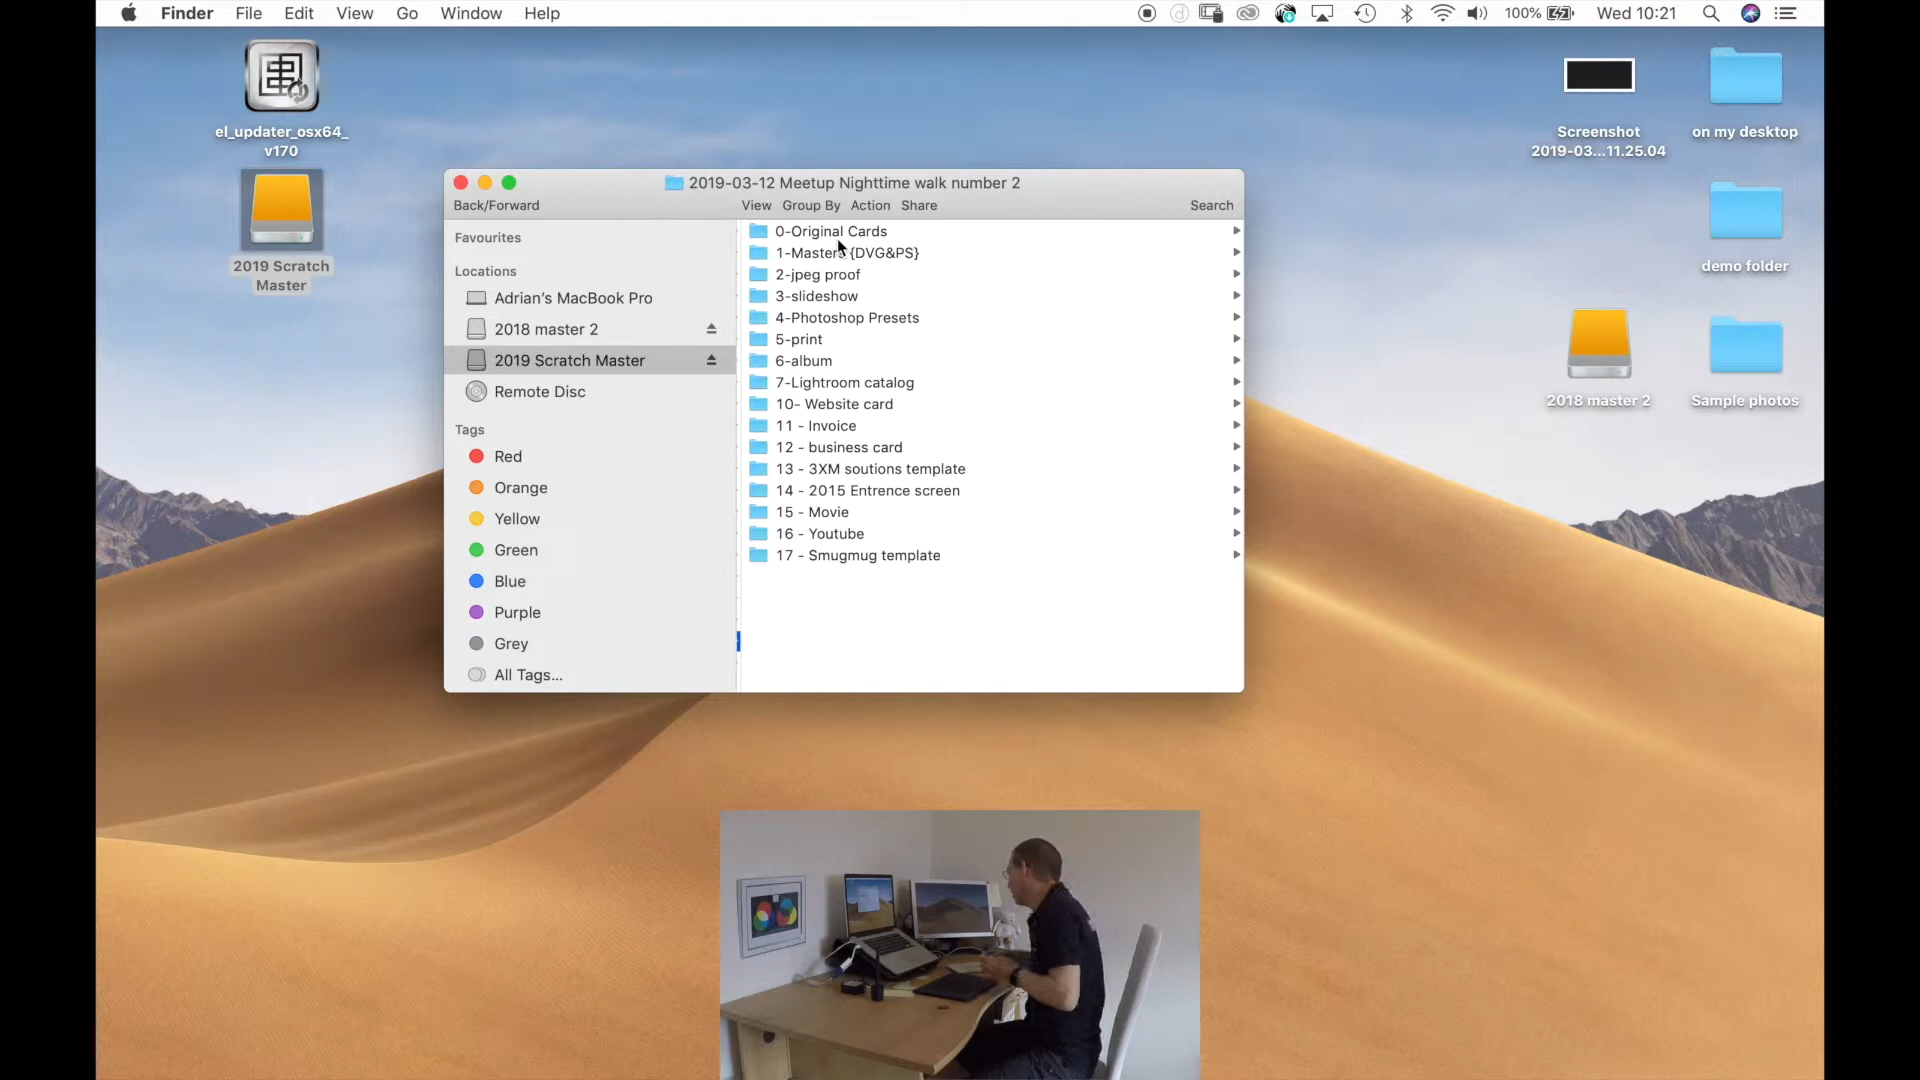 Finder File Edit View Go Window Help 100% Wed 10:21
el_updater_osx64_
v170
2019 Scratch
Master
Screenshot
2019-03...11.25.04
on my desktop
demo folder
2018 master 2
Sample photos
2019-03-12 Meetup Nighttime walk number 2
Back/Forward View Group By Action Share Search
Favourites
Locations
Adrian's MacBook Pro
2018 master 2
2019 Scratch Master
Remote Disc
Tags
Red
Orange
Yellow
Green
Blue
Purple
Grey
All Tags...
0-Original Cards
1-Masters{DVG&PS}
2-jpeg proof
3-slideshow
4-Photoshop Presets
5-print
6-album
7-Lightroom catalog
10- Website card
11 - Invoice
12 - business card
13 - 3XM soutions template
14 - 2015 Entrence screen
15 - Movie
16 - Youtube
17 - Smugmug template